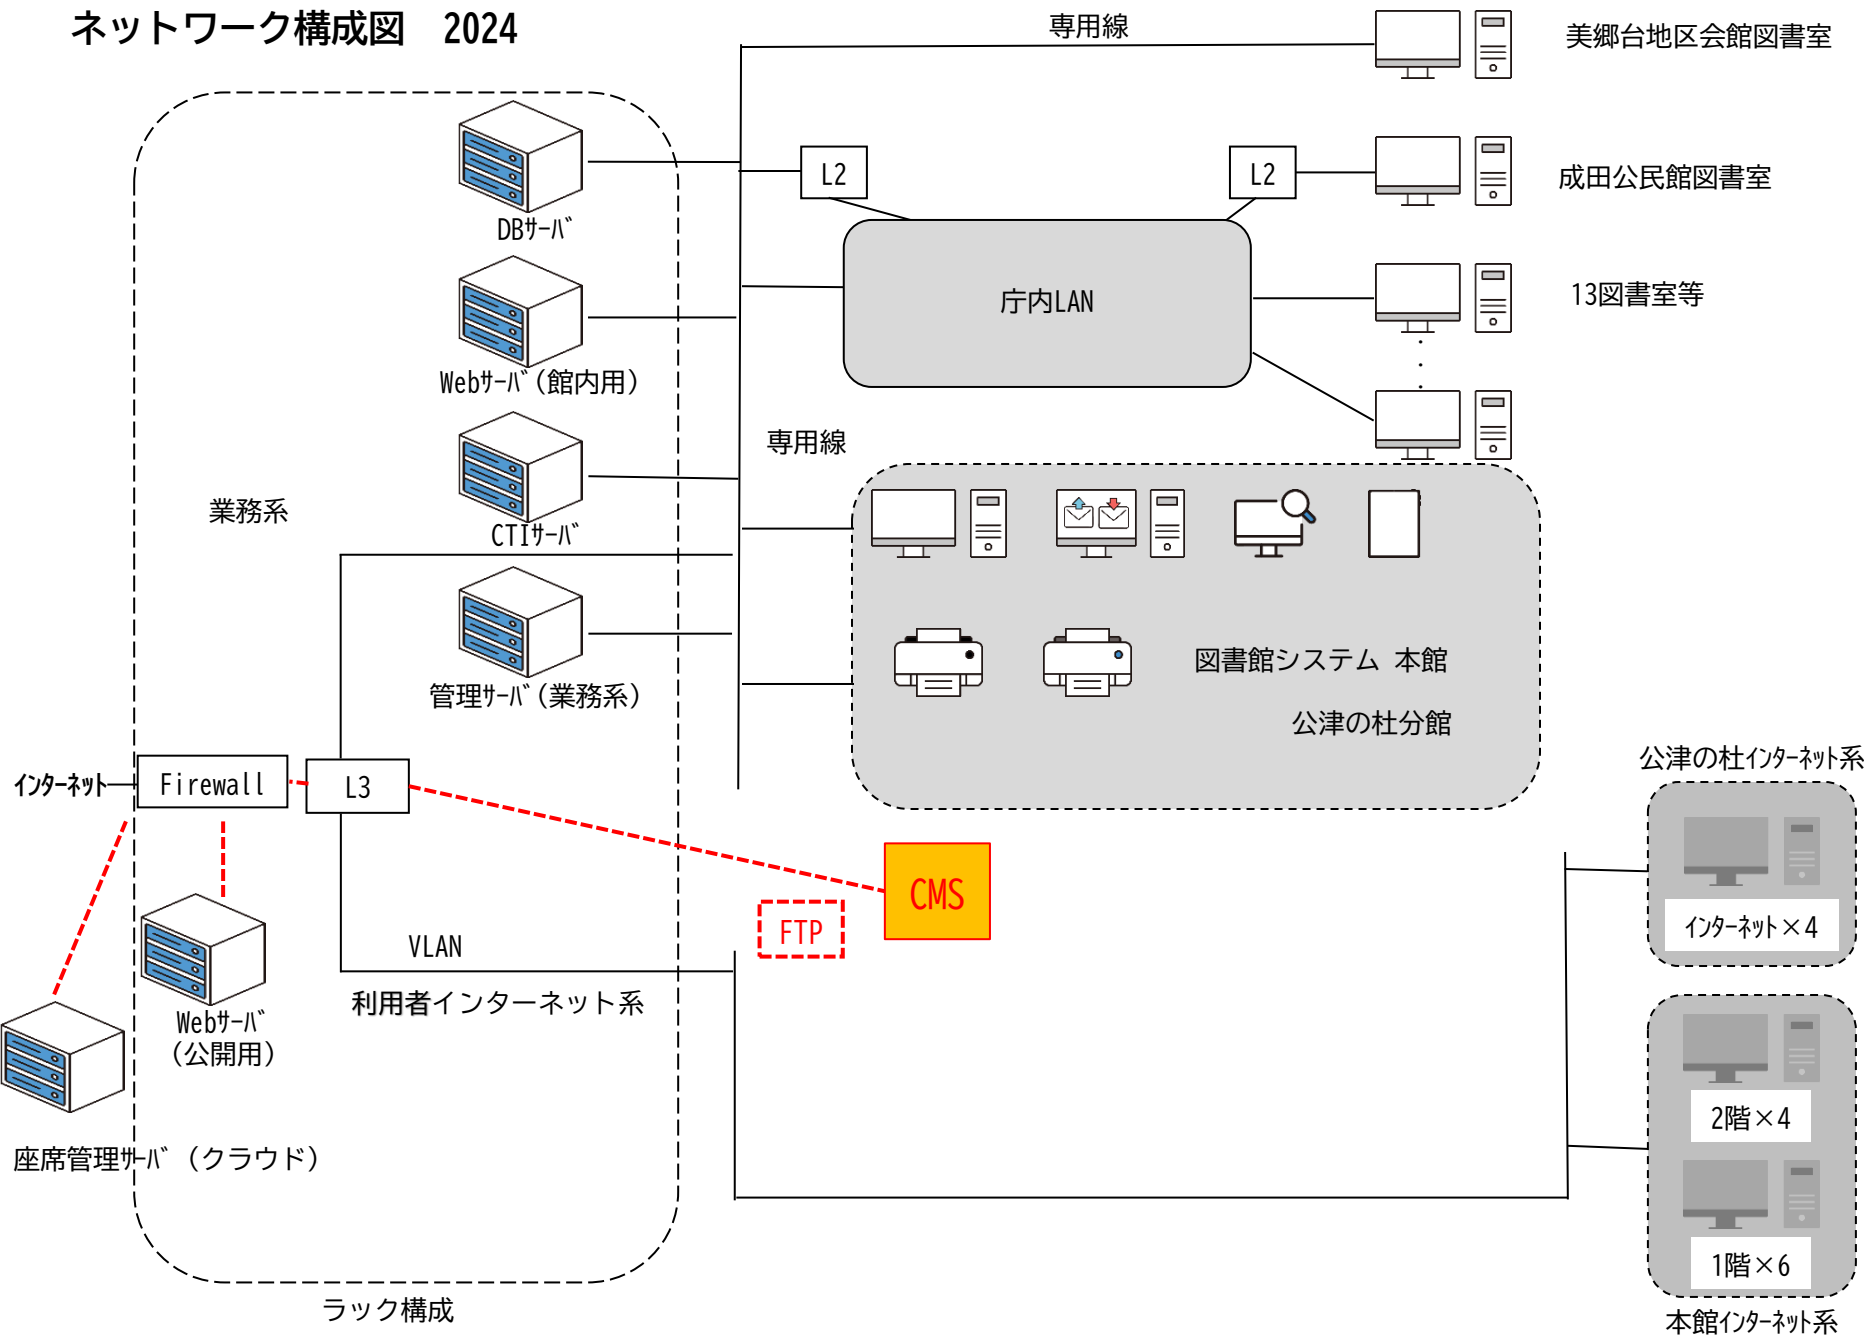 ネットワーク構成図　2024
専用線
美郷台地区会館図書室
L2
L2
成田公民館図書室
DBｻｰﾊﾞ
庁内LAN
13図書室等
Webｻｰﾊﾞ(館内用)
専用線
業務系
CTIｻｰﾊﾞ
図書館システム 本館
管理ｻｰﾊﾞ(業務系)
公津の杜分館
公津の杜ｲﾝﾀｰﾈｯﾄ系
ｲﾝﾀｰﾈｯﾄ
Firewall
L3
CMS
FTP
ｲﾝﾀｰﾈｯﾄ×4
VLAN
利用者インターネット系
Webｻｰﾊﾞ
(公開用)
2階×4
座席管理ｻｰﾊﾞ（クラウド）
1階×6
ラック構成
本館ｲﾝﾀｰﾈｯﾄ系